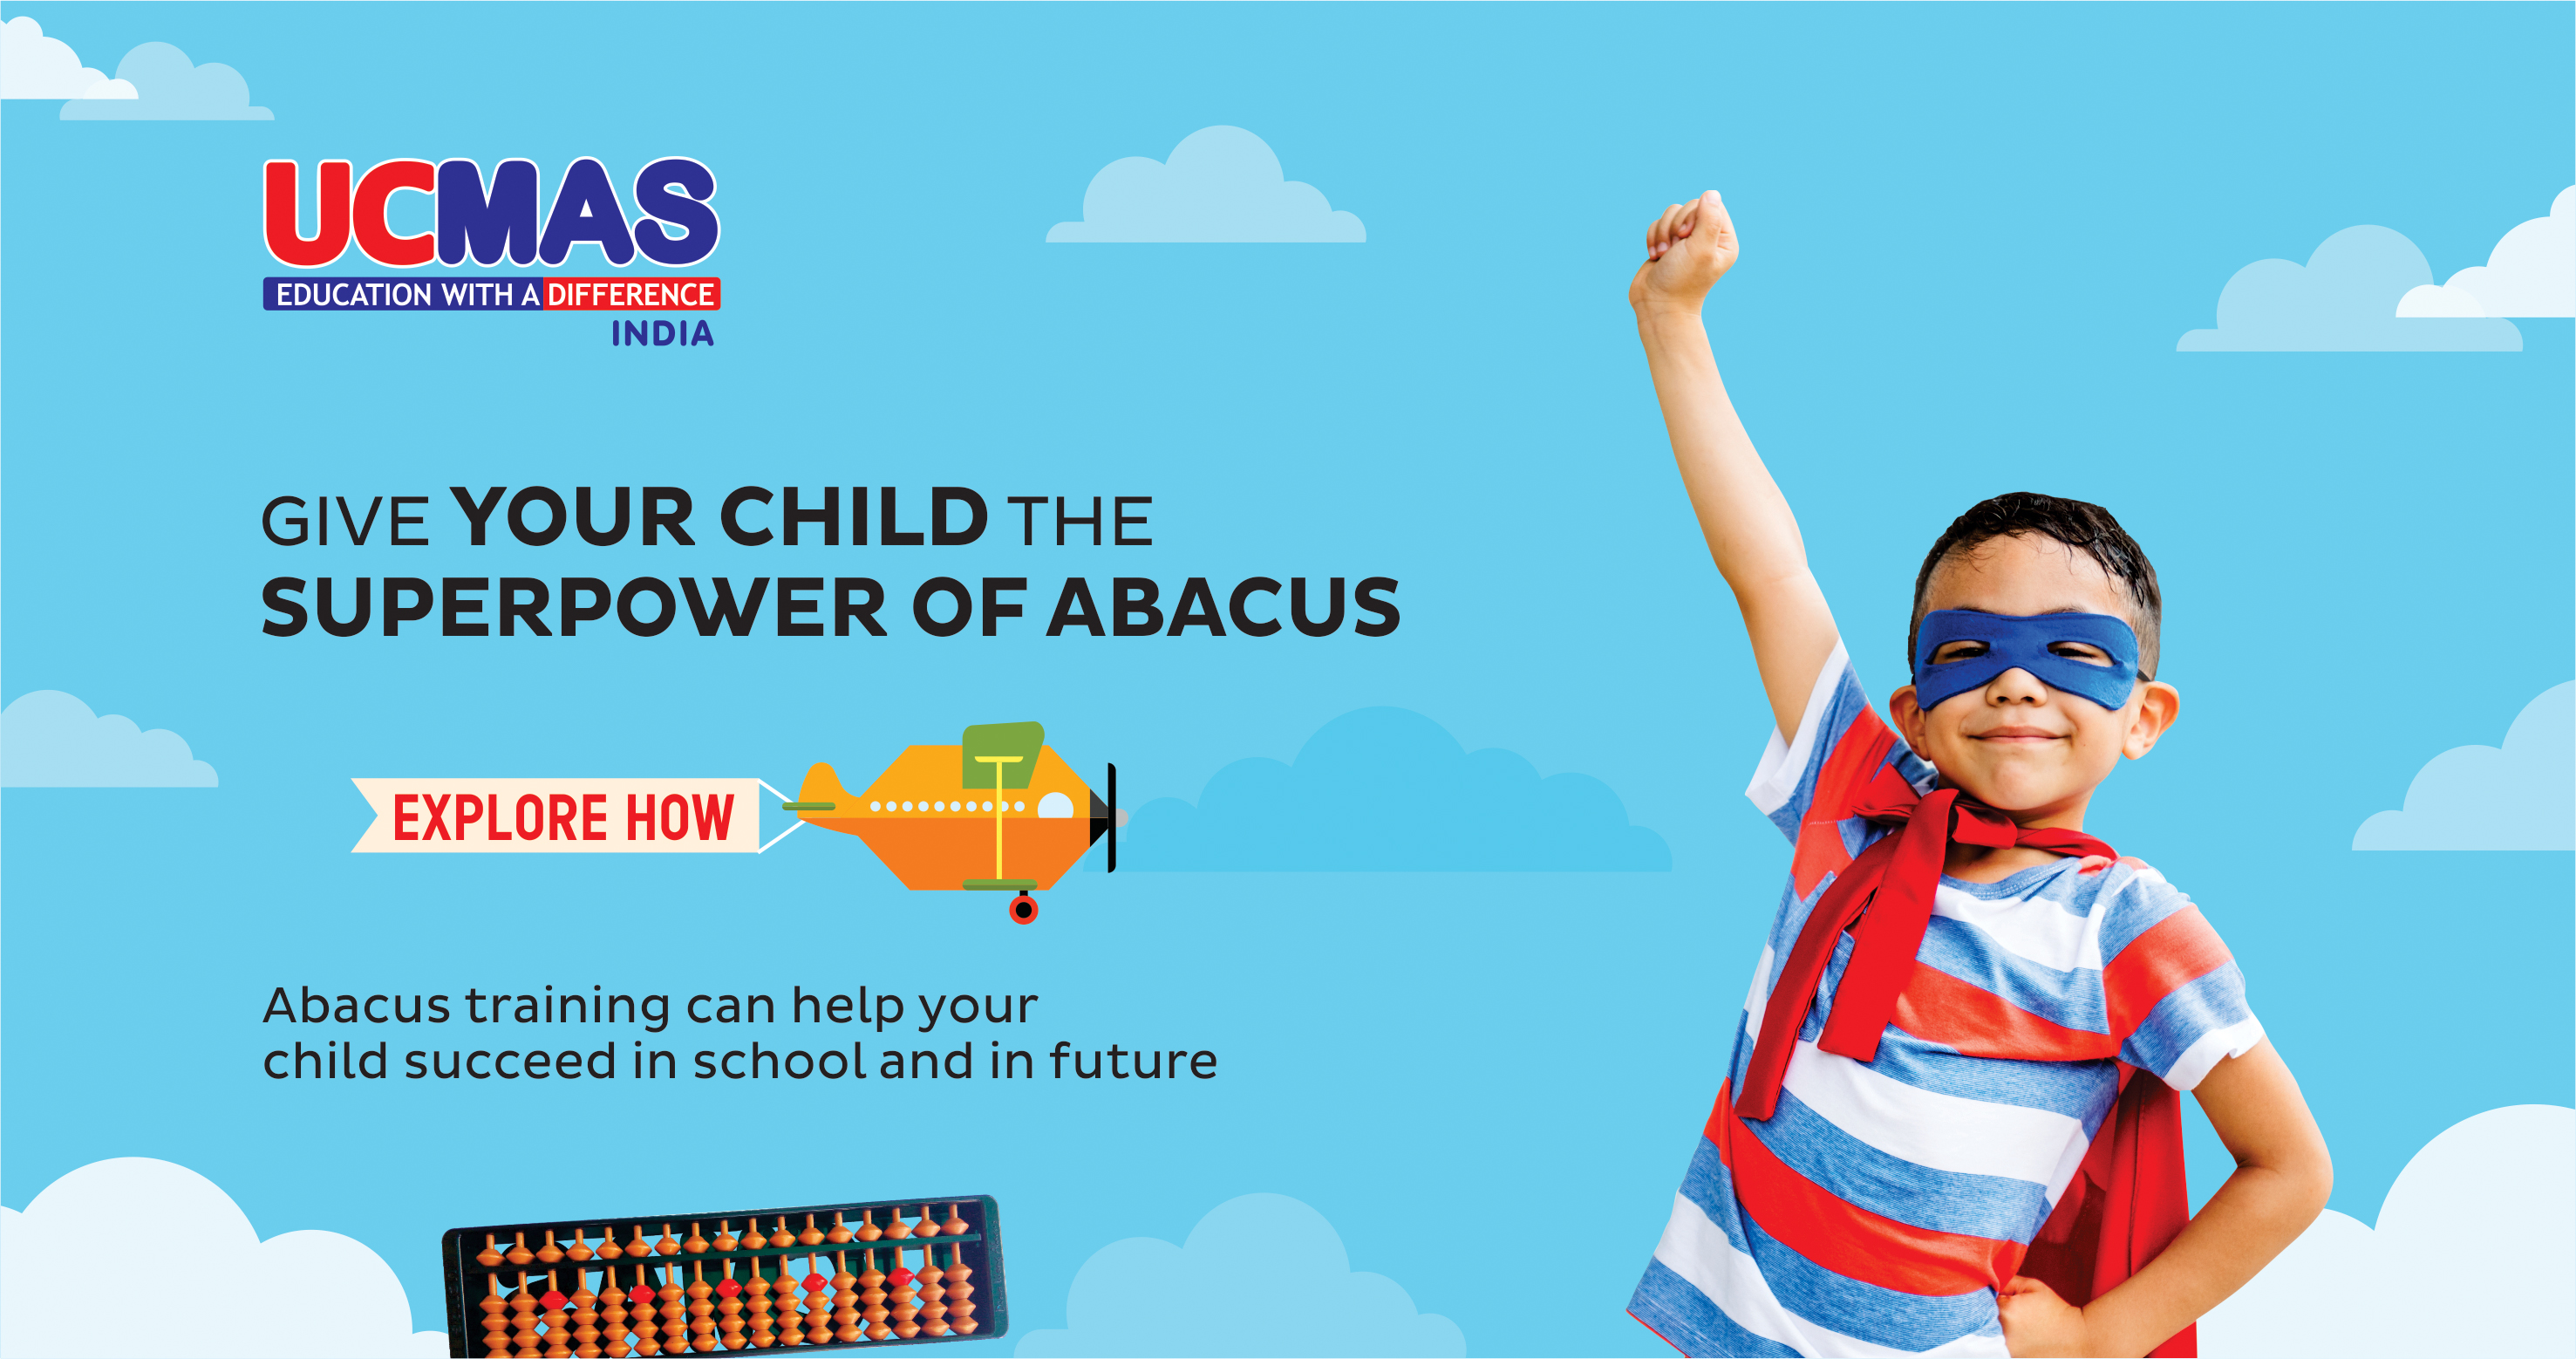 UCMAS
EDUCATION WITH A DIFFERENCE
INDIA
GIVE YOUR CHILD THE
SUPERPOWER OF ABACUS
EXPLORE HOW
Abacus training can help your
child succeed in school and in future